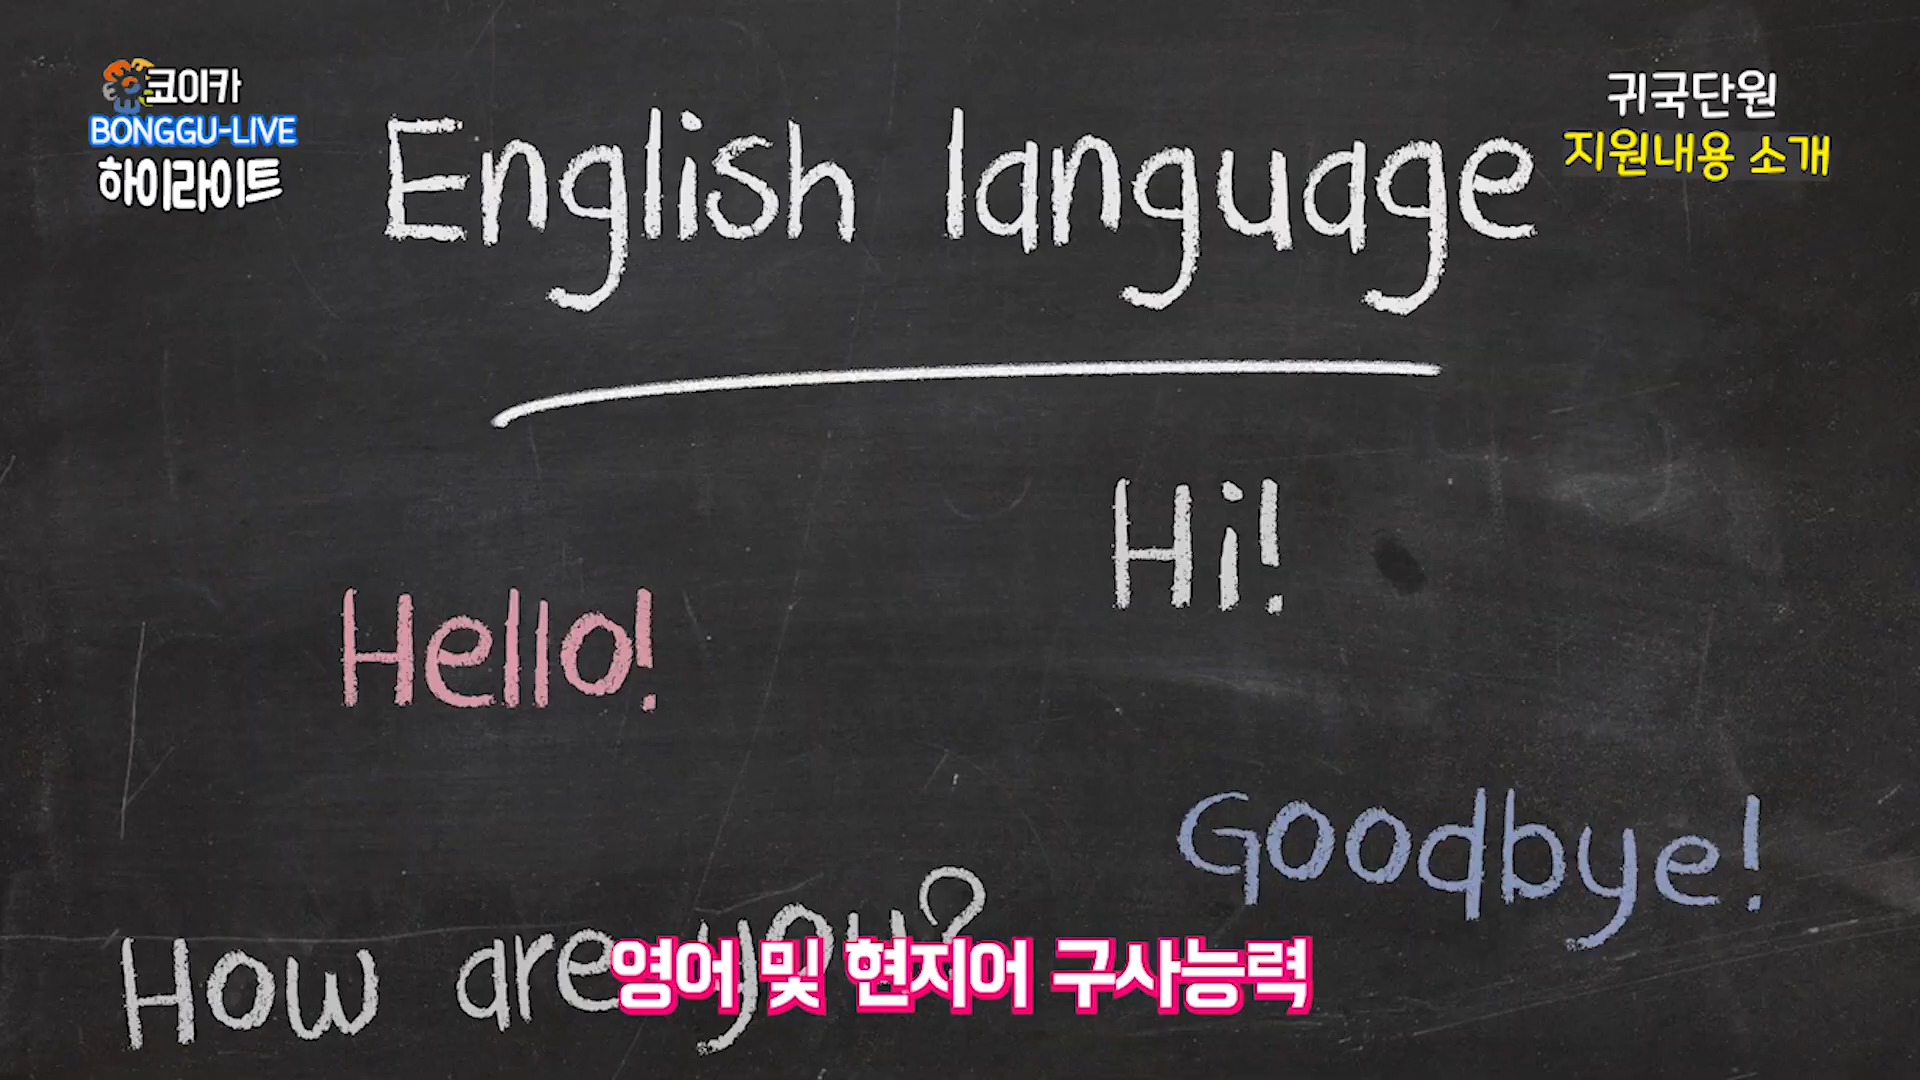 코이카
BONGGU-LIVE
하이라이트
귀국단원
지원내용 소개
English language
Hi!
Hello!
Goodbye!
How are you?
영어 및 현지어 구사능력